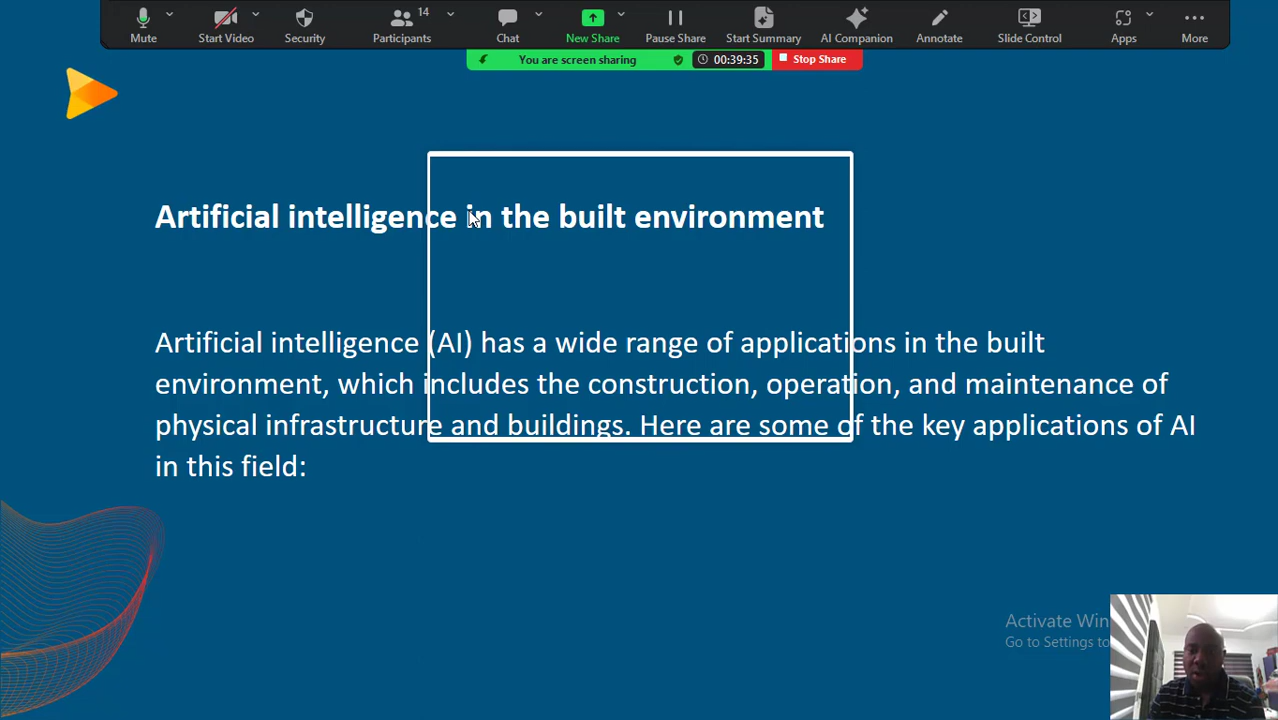 Mute
Start Video
Security
14
Participants
Chat
New Share
Pause Share
Start Summary
AI Companion
Annotate
Slide Control
Apps
More
You are screen sharing
00:39:35
Stop Share
Artificial intelligence in the built environment
Artificial intelligence (AI) has a wide range of applications in the built
environment, which includes the construction, operation, and maintenance of
physical infrastructure and buildings. Here are some of the key applications of AI
in this field:
Activate Win
Go to Settings to